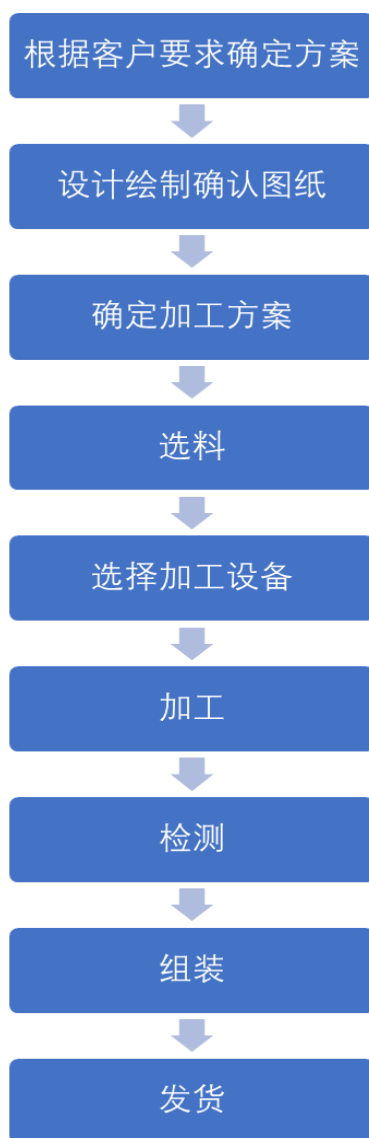 根据客户要求确定方案
设计绘制确认图纸
确定加工方案
选料
选择加工设备
加工
检测
组装
发货